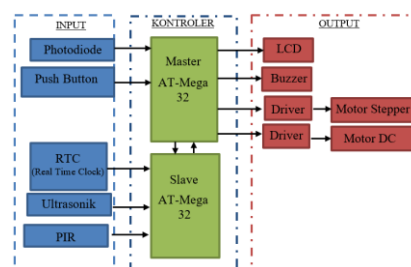 INPUT
KONTROLER
OUTPUT
Photodiode
Push Button
RTC
(Real Time Clock)
Ultrasonik
PIR
Master
AT-Mega
32
Slave
AT-Mega
32
LCD
Buzzer
Driver
Motor Stepper
Driver
Motor DC